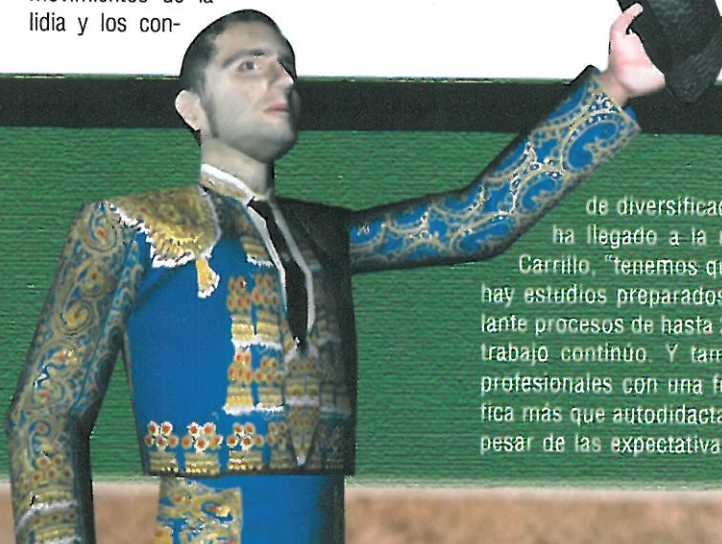 lidia y los con-
de diversificac
ha llegado a la
Carrillo, "tenemos qu
hay estudios preparados
lante procesos de hasta
trabajo continúo. Y tam
profesionales con una f
fica más que autodidacta
pesar de las expectativa